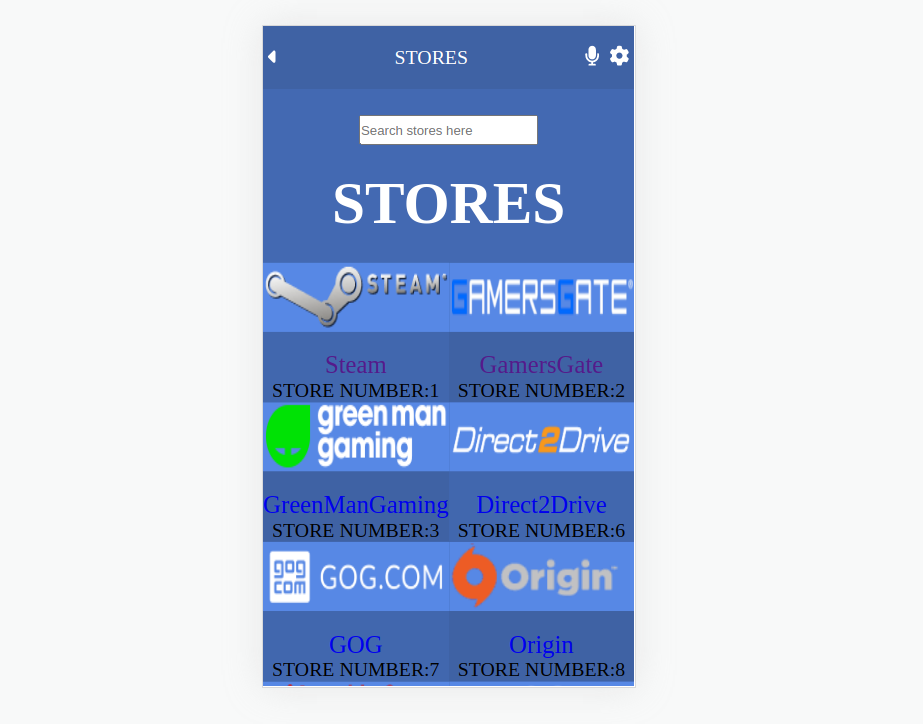 STORES
Search stores here
STORES
STEAM
GAMERSGATE
Steam
GamersGate
STORE NUMBER:1
STORE NUMBER:2
green man
gaming
Direct2Drive
GreenManGaming
Direct2Drive
STORE NUMBER:3
STORE NUMBER:6
gog
com
GOG.COM
Origin
GOG
Origin
STORE NUMBER:7
STORE NUMBER:8